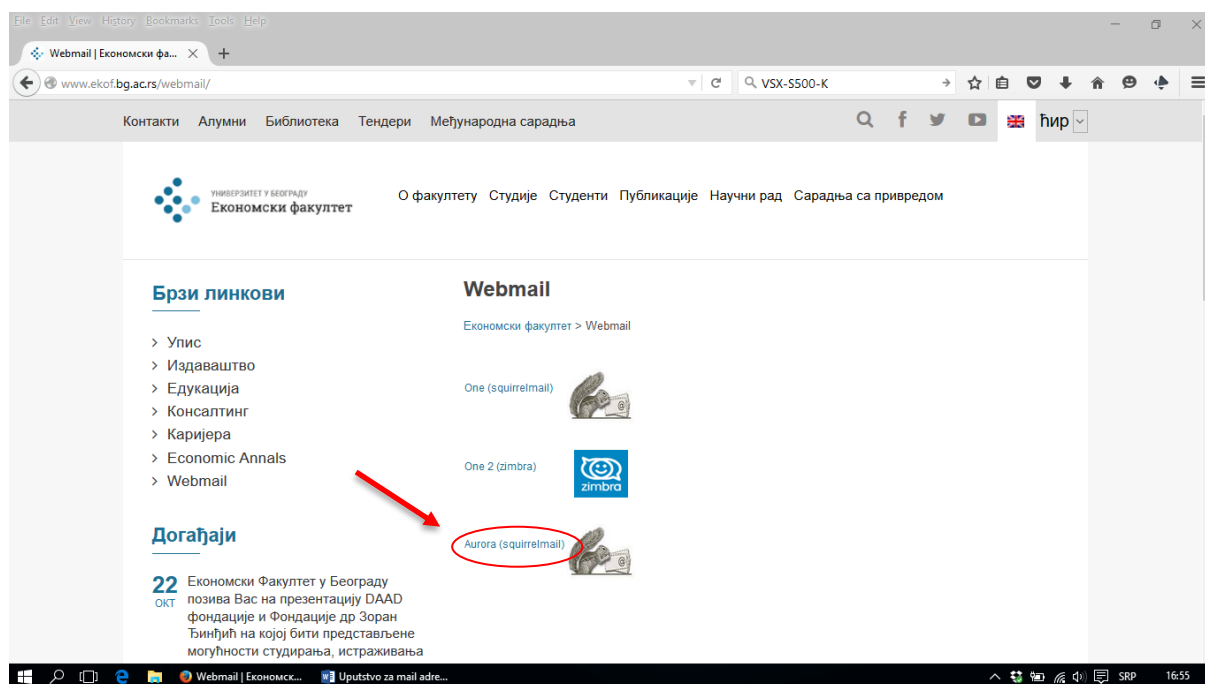 File Edit View History Bookmarks Tools Help
Webmail | Економски фа...
www.ekof.bg.ac.rs/webmail/
VSX-S500-K
Контакти Алумни Библиотека Тендери Међународна сарадња
ћир
УНИВЕРЗИТЕТ У БЕОГРАДУ
Економски факултет
О факултету Студије Студенти Публикације Научни рад Сарадња са привредом
Брзи линкови
> Упис
> Издаваштво
> Едукација
> Консалтинг
> Каријера
> Economic Annals
> Webmail
Webmail
Економски факултет > Webmail
One (squirrelmail)
@
One 2 (zimbra)
zimbra
Aurora (squirrelmail)
@
Догађаји
22
ОКТ
Економски Факултет у Београду
позива Вас на презентацију DAAD
фондације и Фондације др Зоран
Ђинђић на којој бити представљене
могућности студирања, истраживања
Webmail | Економск...
Uputstvo za mail adre...
SRP
16:55